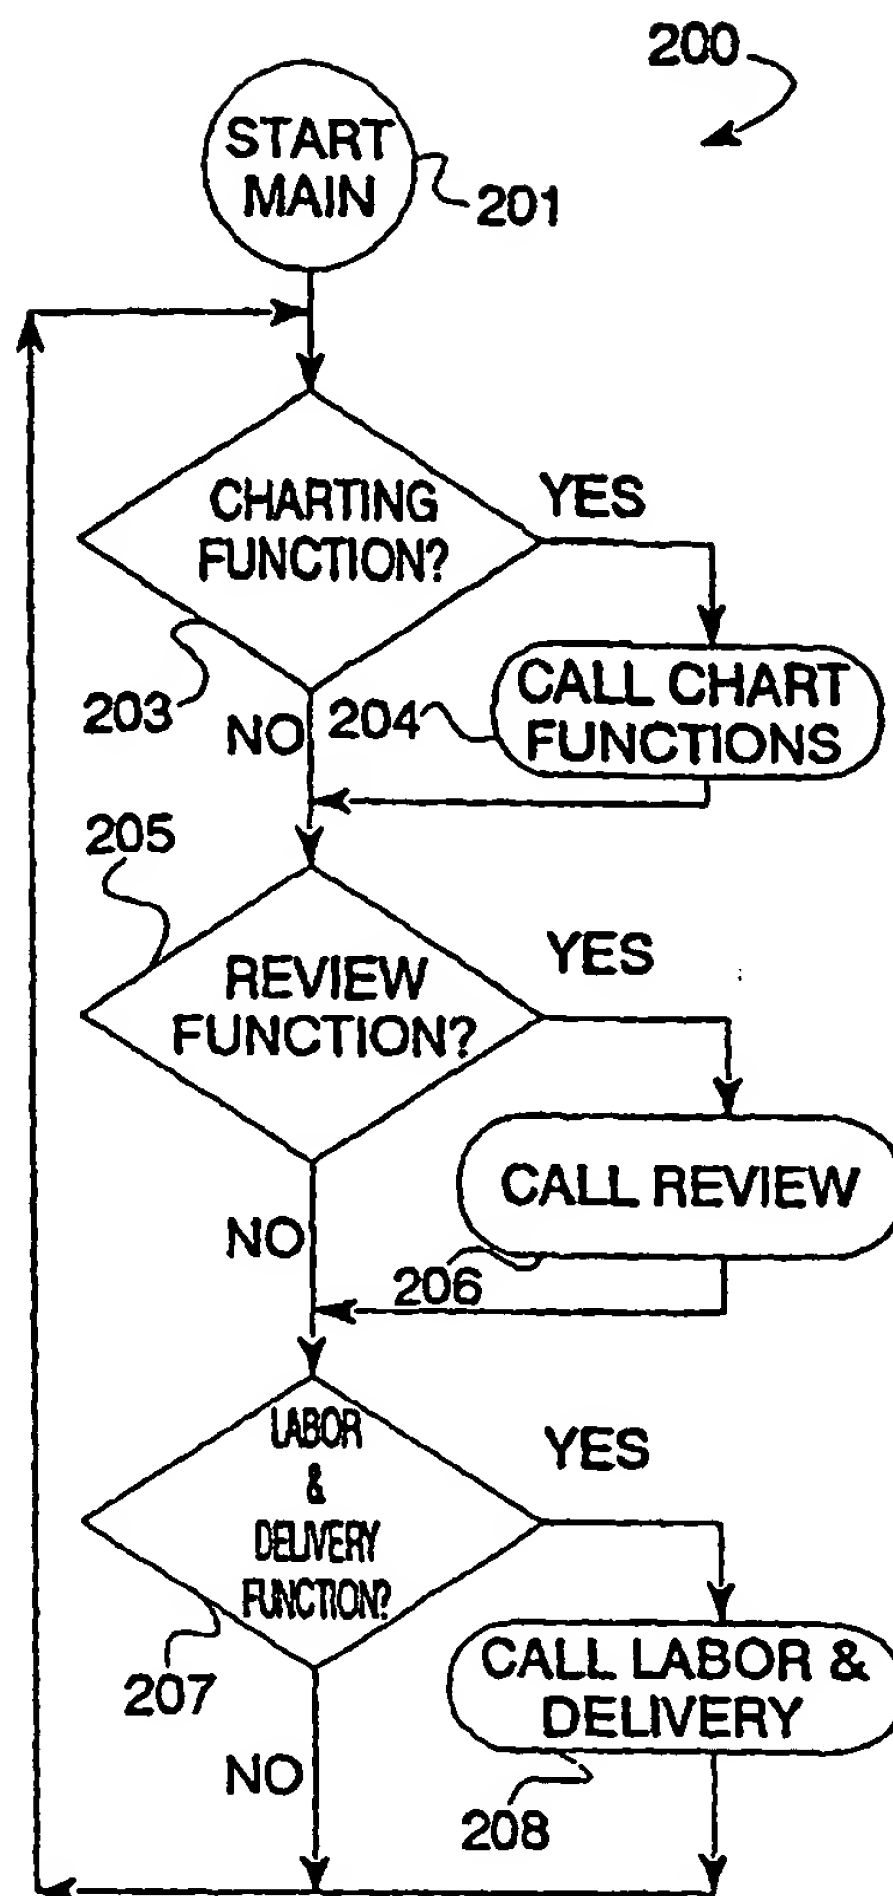 200
START
MAIN
201
CHARTING
FUNCTION?
YES
203
NO
204
CALL CHART
FUNCTIONS
205
REVIEW
FUNCTION?
YES
NO
CALL REVIEW
206
LABOR
&
DELIVERY
FUNCTION?
YES
207
NO
CALL LABOR &
DELIVERY
208